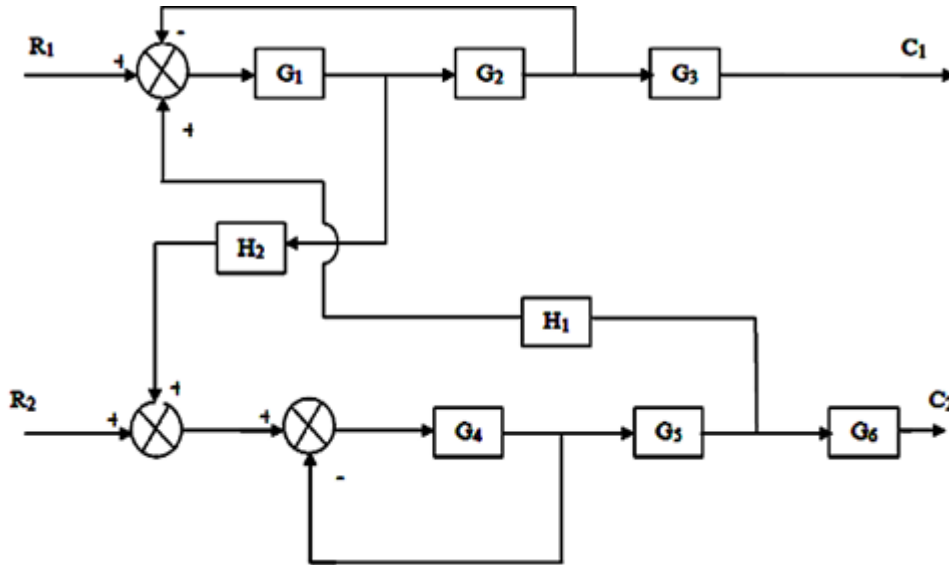 -
R₁ + G₁ G₂ G₃ C₁
+
H₂
H₁
+
R₂ + + G₄ G₅ G₆ C₂
-